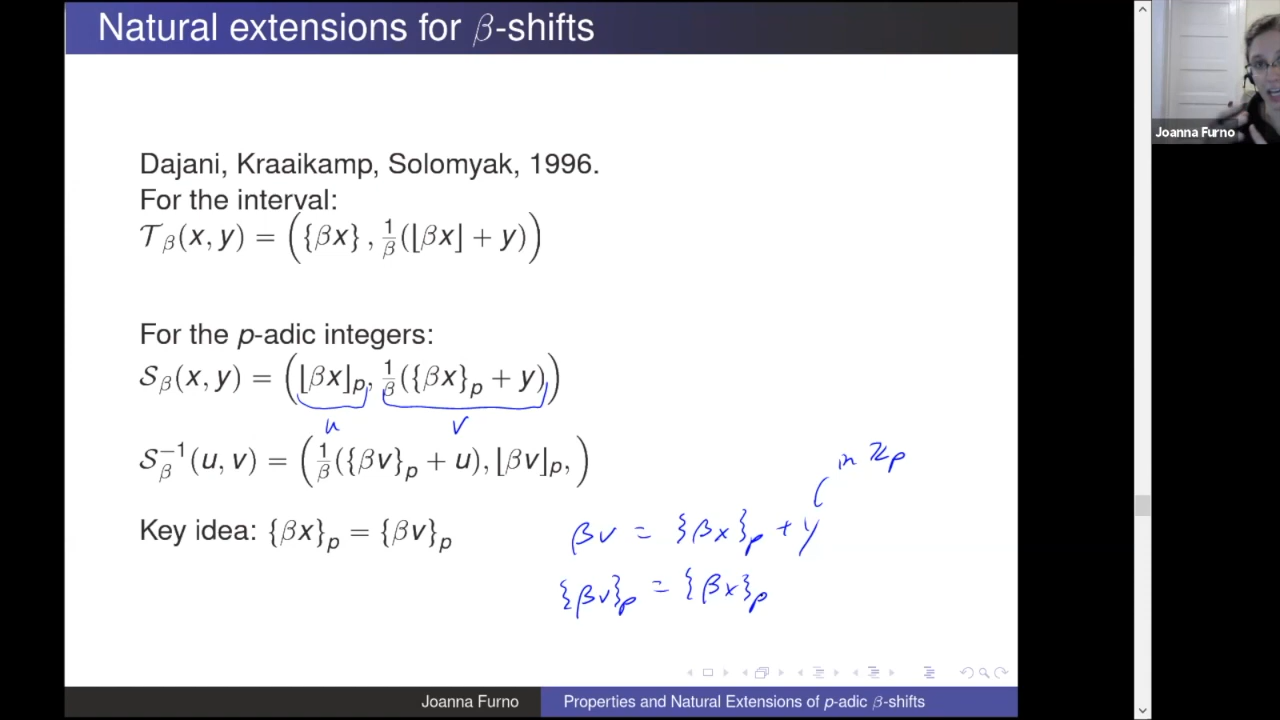 Natural extensions for β-shifts
Joanna Furno
Dajani, Kraaikamp, Solomyak, 1996.
For the interval:
𝒯_β(x, y) = ({βx}, 1/β(⌊βx⌋ + y))
For the p-adic integers:
𝒮_β(x, y) = (⌊βx⌋_p, 1/β({βx}_p + y))
u v
𝒮_β^{-1}(u, v) = (1/β({βv}_p + u), ⌊βv⌋_p, )
in ℤ_p
Key idea: {βx}_p = {βv}_p
βv = {βx}_p + y
{βv}_p = {βx}_p
Joanna Furno Properties and Natural Extensions of p-adic β-shifts